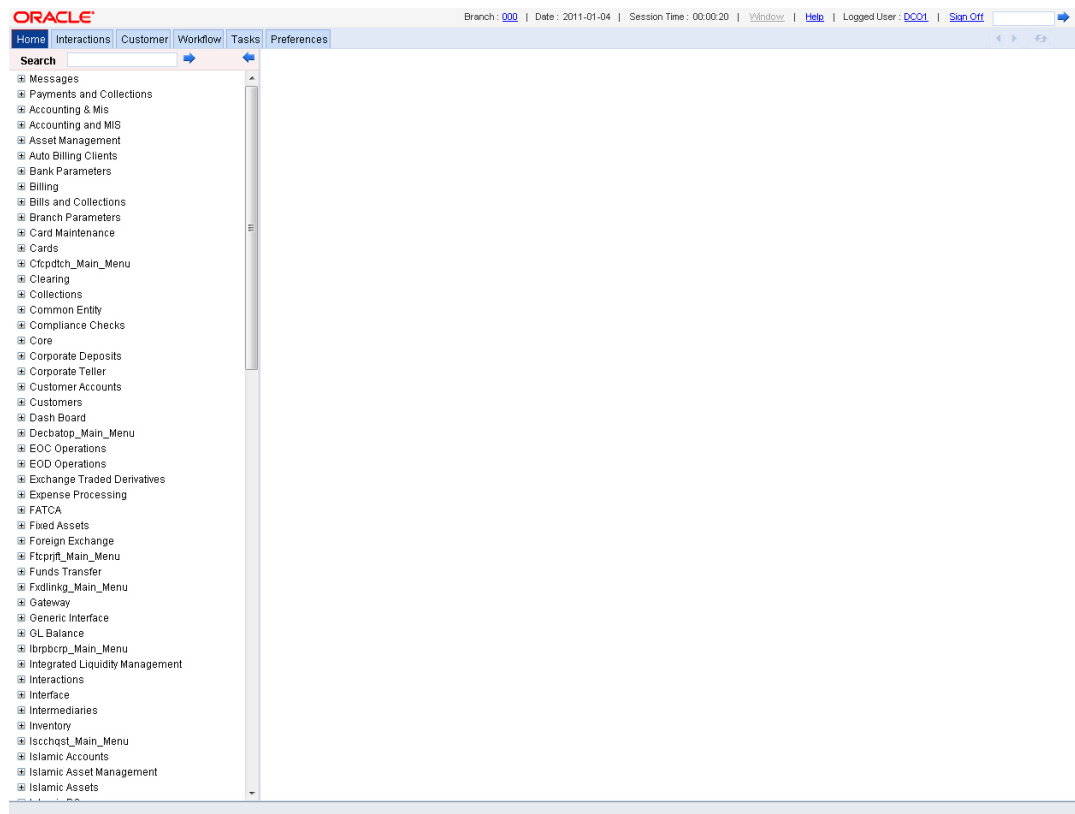 ORACLE
Branch : 000 | Date : 2011-01-04 | Session Time : 00:00:20 | Window | Help | Logged User : DCO1 | Sign Off
Home Interactions Customer Workflow Tasks Preferences
Search
Messages
Payments and Collections
Accounting & Mis
Accounting and MIS
Asset Management
Auto Billing Clients
Bank Parameters
Billing
Bills and Collections
Branch Parameters
Card Maintenance
Cards
Cfcpdtch_Main_Menu
Clearing
Collections
Common Entity
Compliance Checks
Core
Corporate Deposits
Corporate Teller
Customer Accounts
Customers
Dash Board
Decbatop_Main_Menu
EOC Operations
EOD Operations
Exchange Traded Derivatives
Expense Processing
FATCA
Fixed Assets
Foreign Exchange
Ftcprjft_Main_Menu
Funds Transfer
Fxdlinkg_Main_Menu
Gateway
Generic Interface
GL Balance
Ibrpbcrp_Main_Menu
Integrated Liquidity Management
Interactions
Interface
Intermediaries
Inventory
Iscchqst_Main_Menu
Islamic Accounts
Islamic Asset Management
Islamic Assets